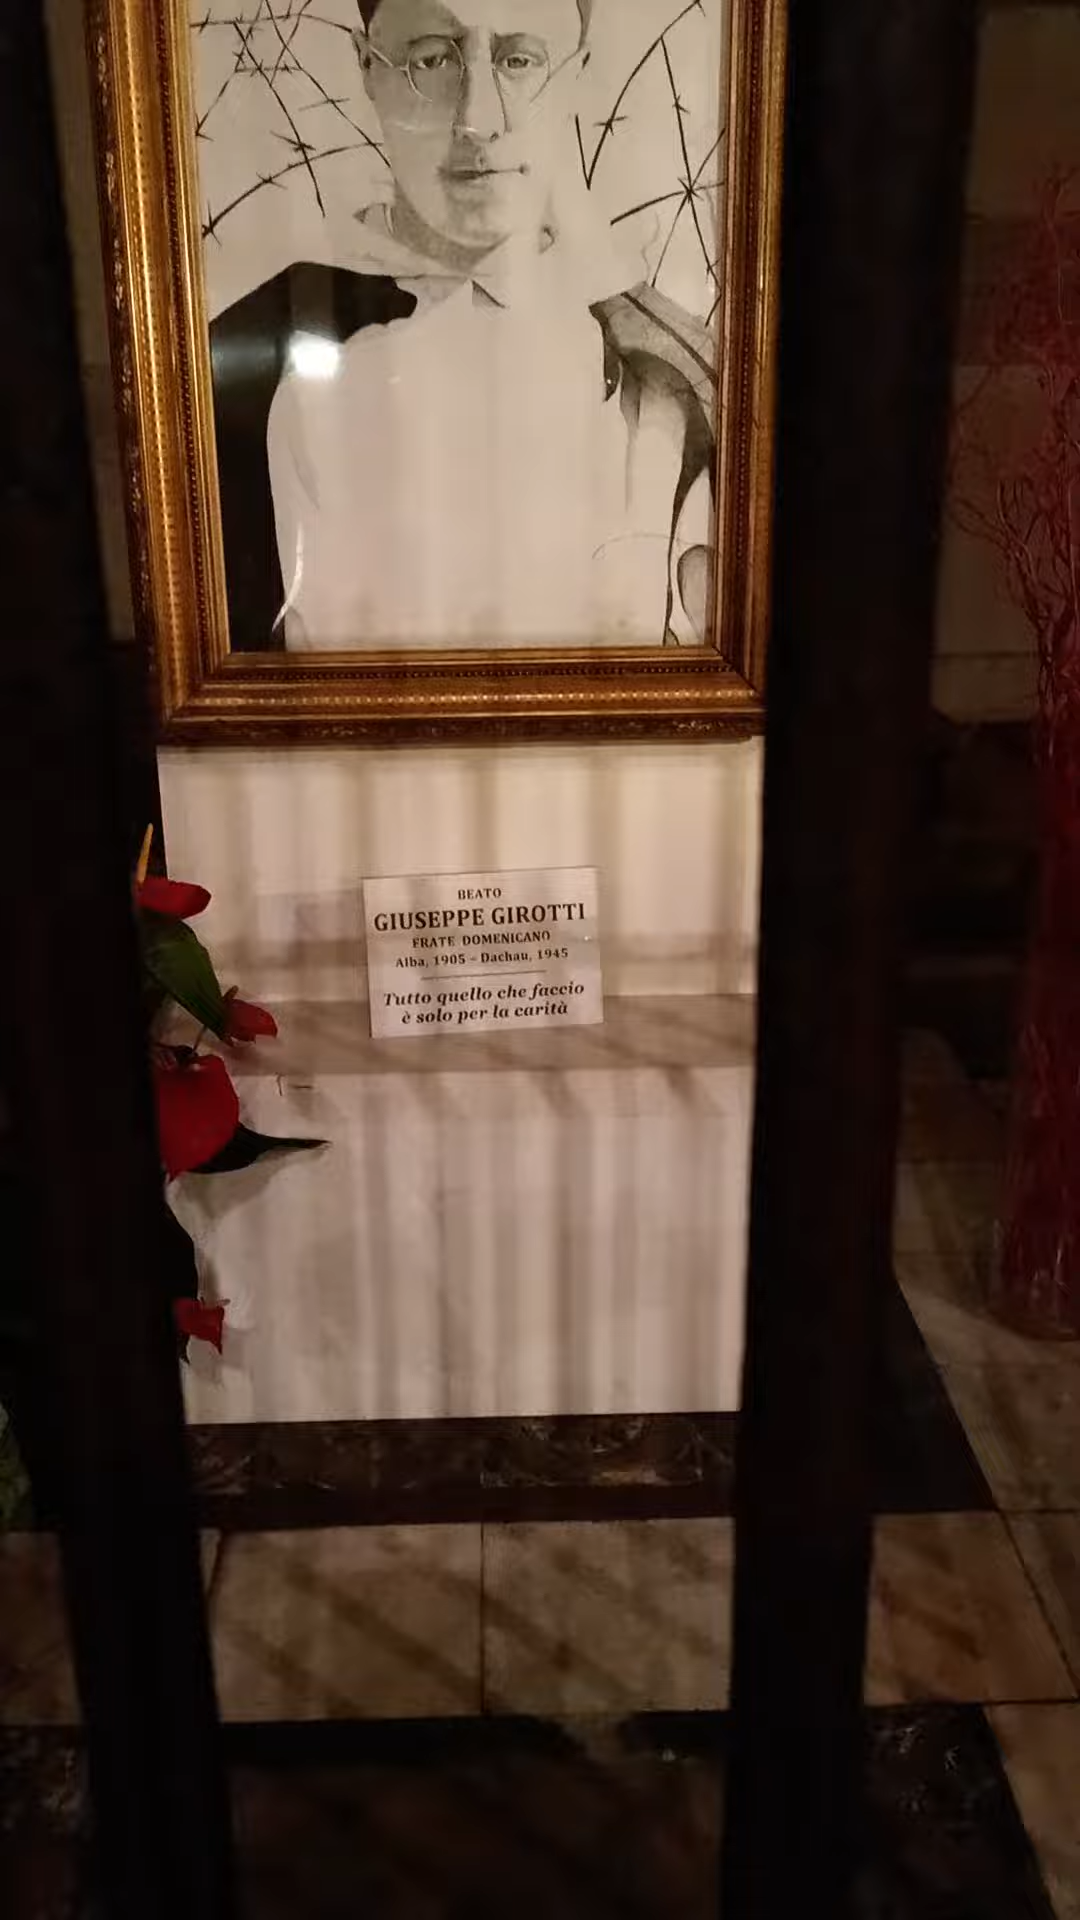 BEATO
GIUSEPPE GIROTTI
FRATE DOMENICANO
Alba, 1905 – Dachau, 1945
Tutto quello che faccio
è solo per la carità